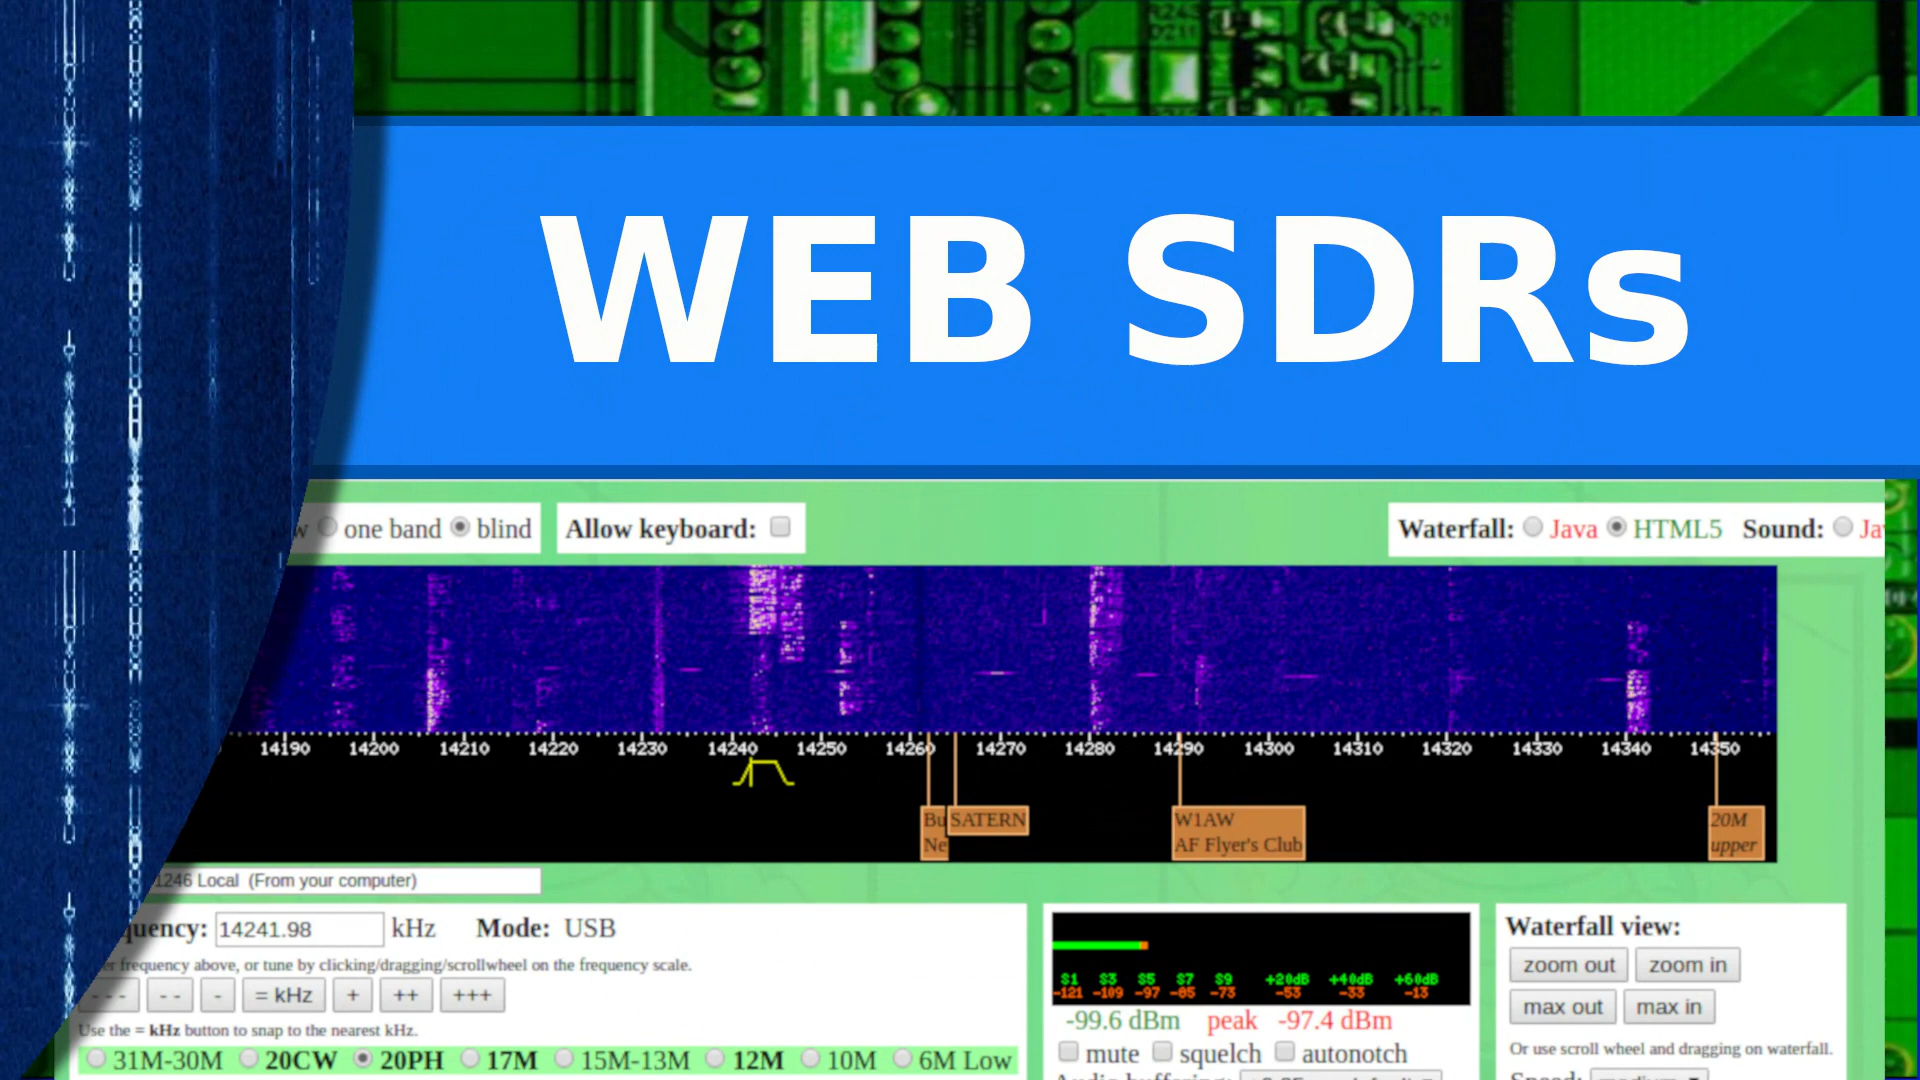 WEB SDRs
one band blind Allow keyboard: Waterfall: Java HTML5 Sound:
14190 14200 14210 14220 14230 14240 14250 14260 14270 14280 14290 14300 14310 14320 14330 14340 14350
Bu SATERN W1AW 20M
Ne AF Flyer's Club upper
1246 Local (From your computer)
quency: 14241.98 kHz Mode: USB Waterfall view:
frequency above, or tune by clicking/dragging/scrollwheel on the frequency scale. zoom out zoom in
S1 S3 S5 S7 S9 +20dB +40dB +60dB
-121 -109 -97 -85 -73 -53 -33 -13
- - - - - - = kHz + ++ +++ max out max in
-99.6 dBm peak -97.4 dBm
Use the = kHz button to snap to the nearest kHz.
Or use scroll wheel and dragging on waterfall.
31M-30M 20CW 20PH 17M 15M-13M 12M 10M 6M Low mute squelch autonotch